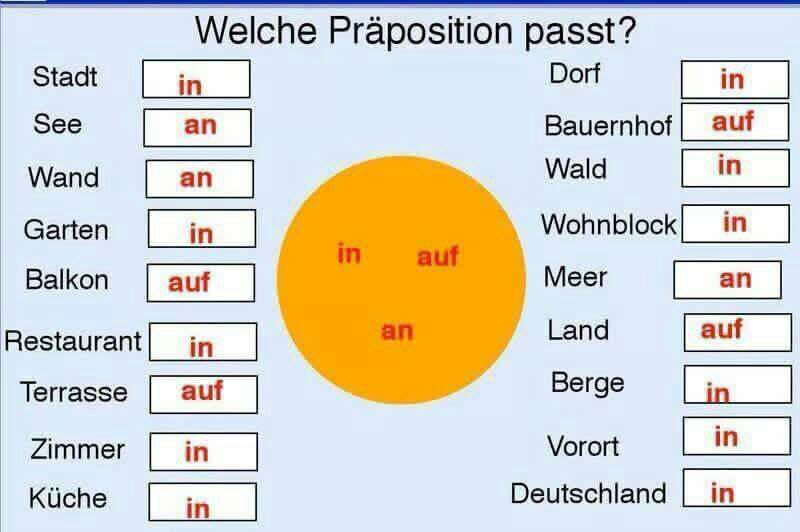 Welche Präposition passt?
Stadt in
See an
Wand an
Garten in
Balkon auf
Restaurant in
Terrasse auf
Zimmer in
Küche in
in auf
an
Dorf in
Bauernhof auf
Wald in
Wohnblock in
Meer an
Land auf
Berge in
Vorort in
Deutschland in